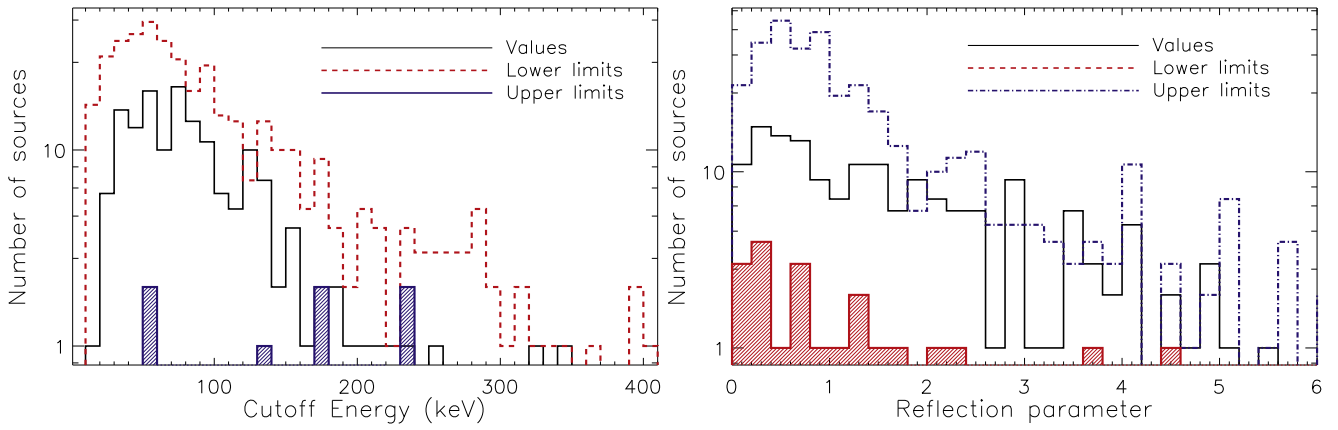 Number of sources
10
1
Values
Lower limits
Upper limits
100
200
300
400
Cutoff Energy (keV)
Number of sources
10
1
Values
Lower limits
Upper limits
0
1
2
3
4
5
6
Reflection parameter